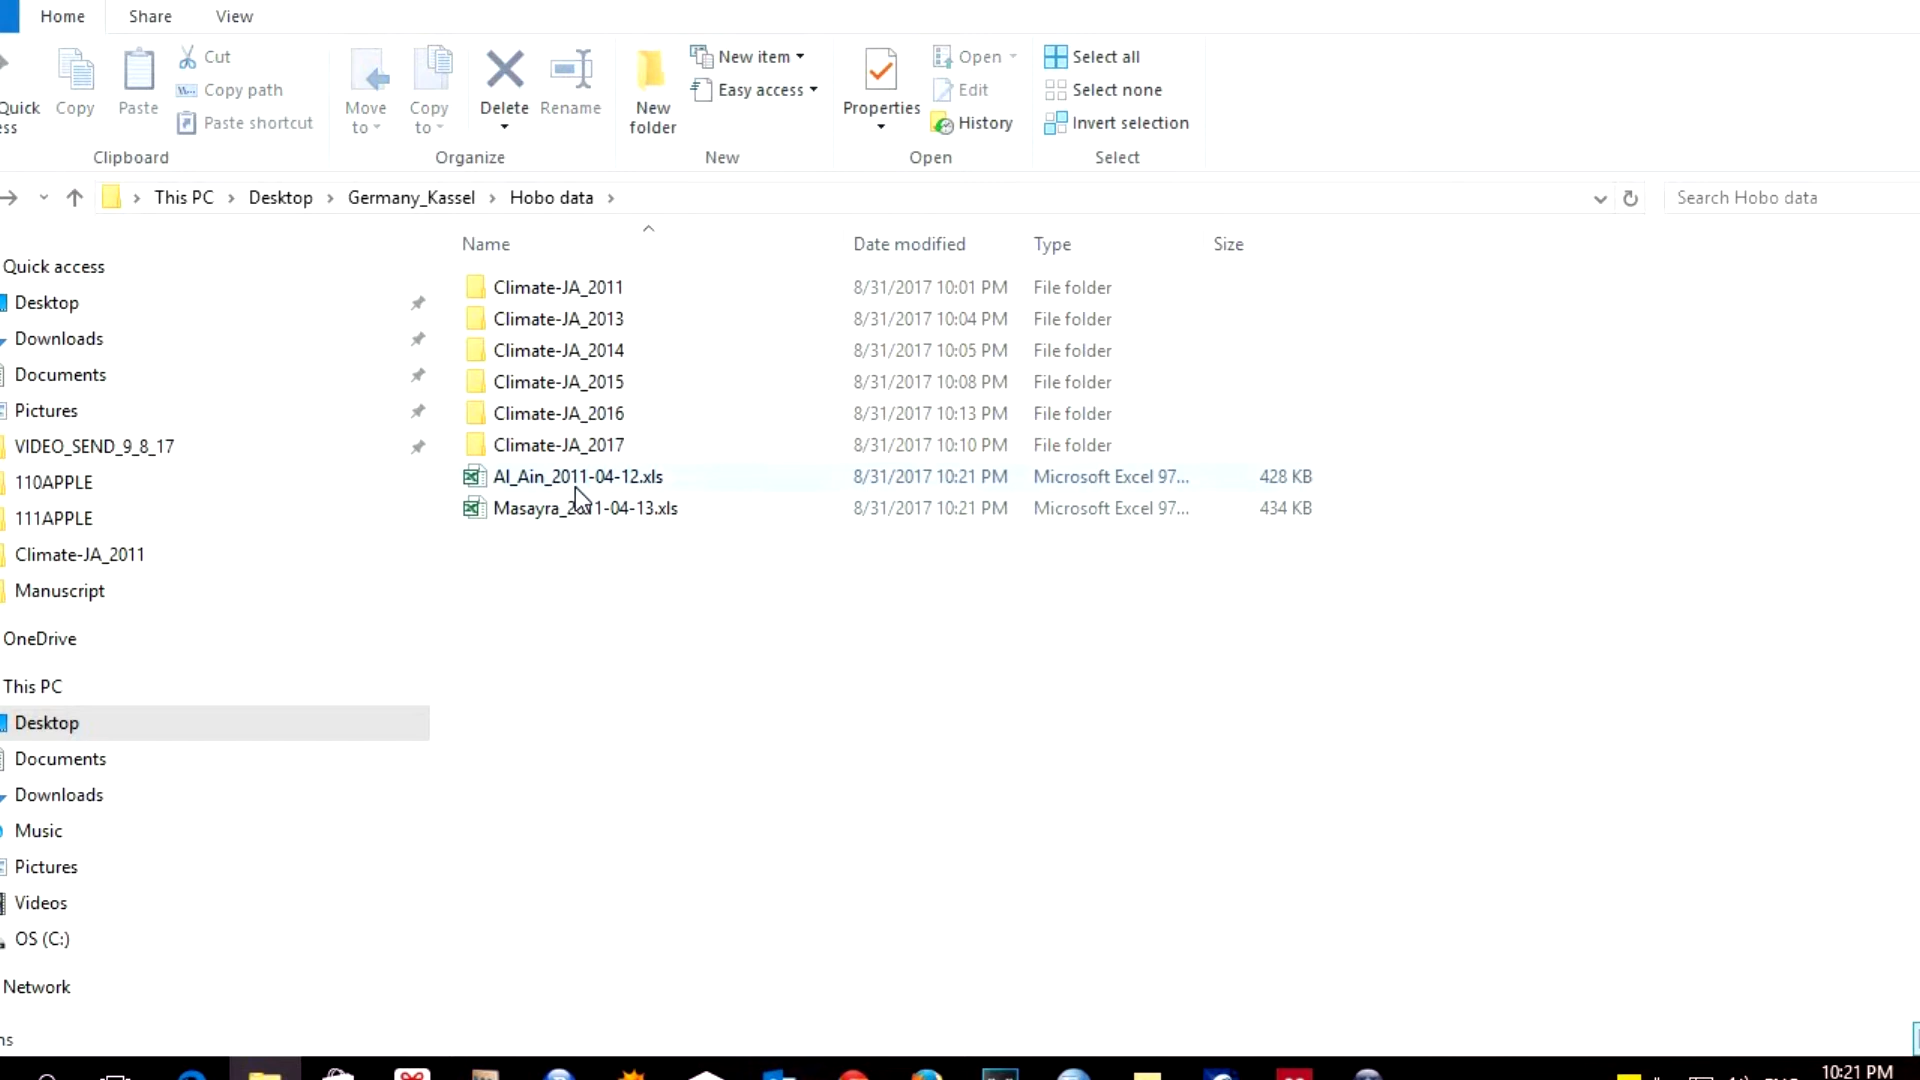 Home Share View
Cut
New item
Open
Select all
Copy path
Easy access
Edit
Select none
Quick
Copy
Paste
Move
Copy
Delete
Rename
New
Properties
Paste shortcut
to
to
folder
History
Invert selection
Clipboard
Organize
New
Open
Select
This PC > Desktop > Germany_Kassel > Hobo data >
Search Hobo data
Name Date modified Type Size
Quick access
Desktop
Downloads
Documents
Pictures
VIDEO_SEND_9_8_17
110APPLE
111APPLE
Climate-JA_2011
Manuscript
OneDrive
This PC
Desktop
Documents
Downloads
Music
Pictures
Videos
OS (C:)
Network
Climate-JA_2011 8/31/2017 10:01 PM File folder
Climate-JA_2013 8/31/2017 10:04 PM File folder
Climate-JA_2014 8/31/2017 10:05 PM File folder
Climate-JA_2015 8/31/2017 10:08 PM File folder
Climate-JA_2016 8/31/2017 10:13 PM File folder
Climate-JA_2017 8/31/2017 10:10 PM File folder
Al_Ain_2011-04-12.xls 8/31/2017 10:21 PM Microsoft Excel 97... 428 KB
Masayra_2011-04-13.xls 8/31/2017 10:21 PM Microsoft Excel 97... 434 KB
10:21 PM